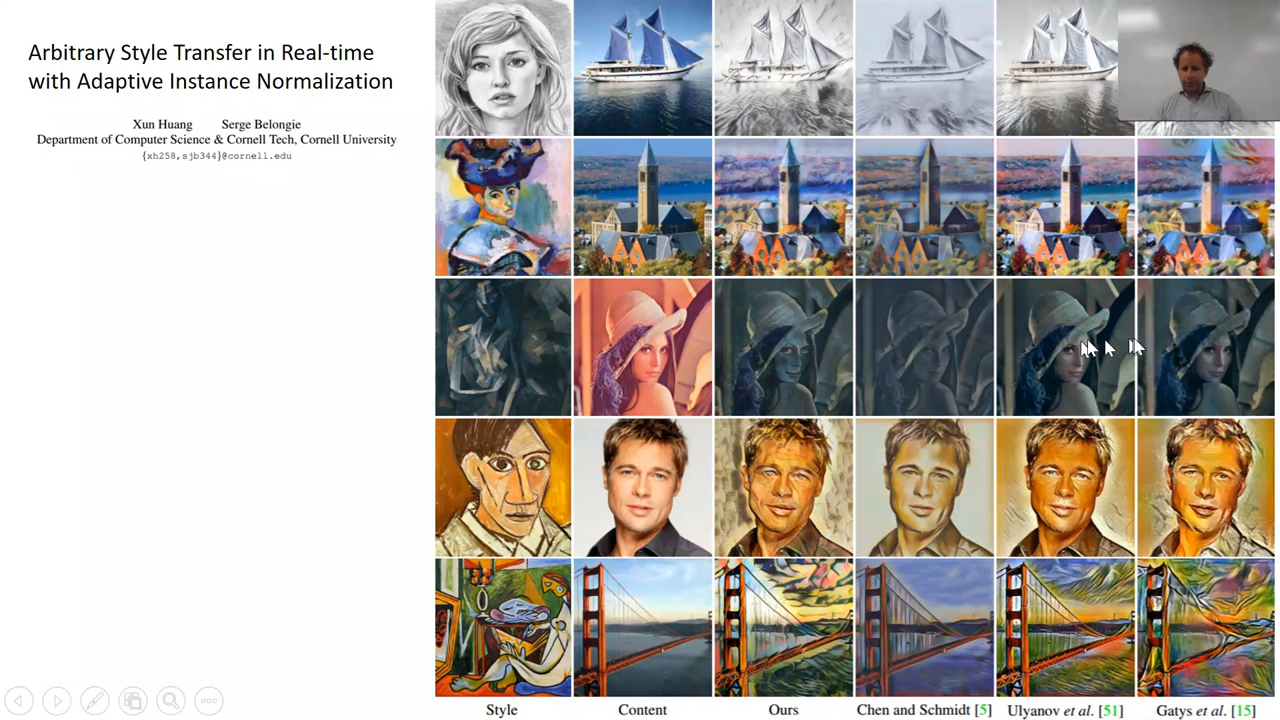 Arbitrary Style Transfer in Real-time
with Adaptive Instance Normalization
Xun Huang Serge Belongie
Department of Computer Science & Cornell Tech, Cornell University
{xh258,sjb344}@cornell.edu
Style Content Ours Chen and Schmidt [5] Ulyanov et al. [51] Gatys et al. [15]